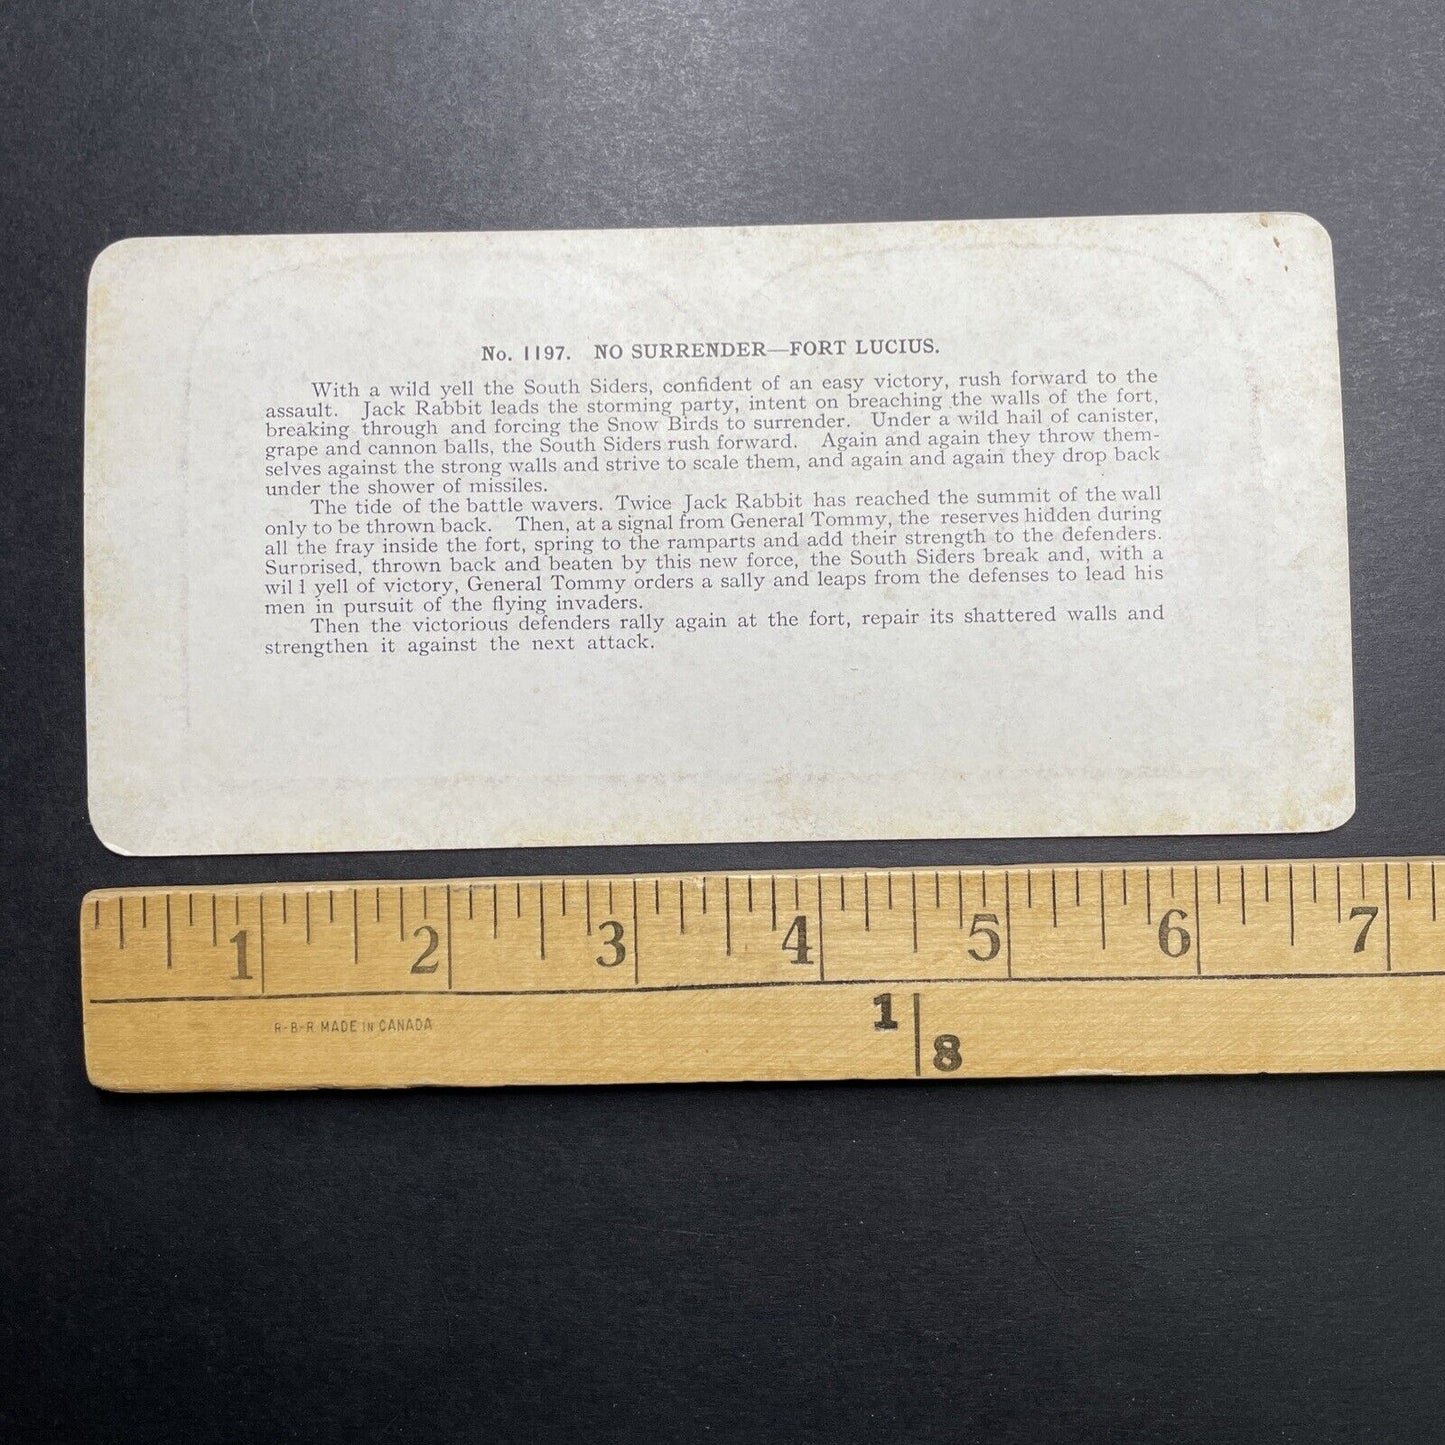 No. 1197. NO SURRENDER—FORT LUCIUS.
With a wild yell the South Siders, confident of an easy victory, rush forward to the
assault. Jack Rabbit leads the storming party, intent on breaching the walls of the fort,
breaking through and forcing the Snow Birds to surrender. Under a wild hail of canister,
grape and cannon balls, the South Siders rush forward. Again and again they throw them-
selves against the strong walls and strive to scale them, and again and again they drop back
under the shower of missiles.
The tide of the battle wavers. Twice Jack Rabbit has reached the summit of the wall
only to be thrown back. Then, at a signal from General Tommy, the reserves hidden during
all the fray inside the fort, spring to the ramparts and add their strength to the defenders.
Surprised, thrown back and beaten by this new force, the South Siders break and, with a
wil1 yell of victory, General Tommy orders a sally and leaps from the defenses to lead his
men in pursuit of the flying invaders.
Then the victorious defenders rally again at the fort, repair its shattered walls and
strengthen it against the next attack.
1 2 3 4 5 6 7
R-B-R MADE IN CANADA
1
8